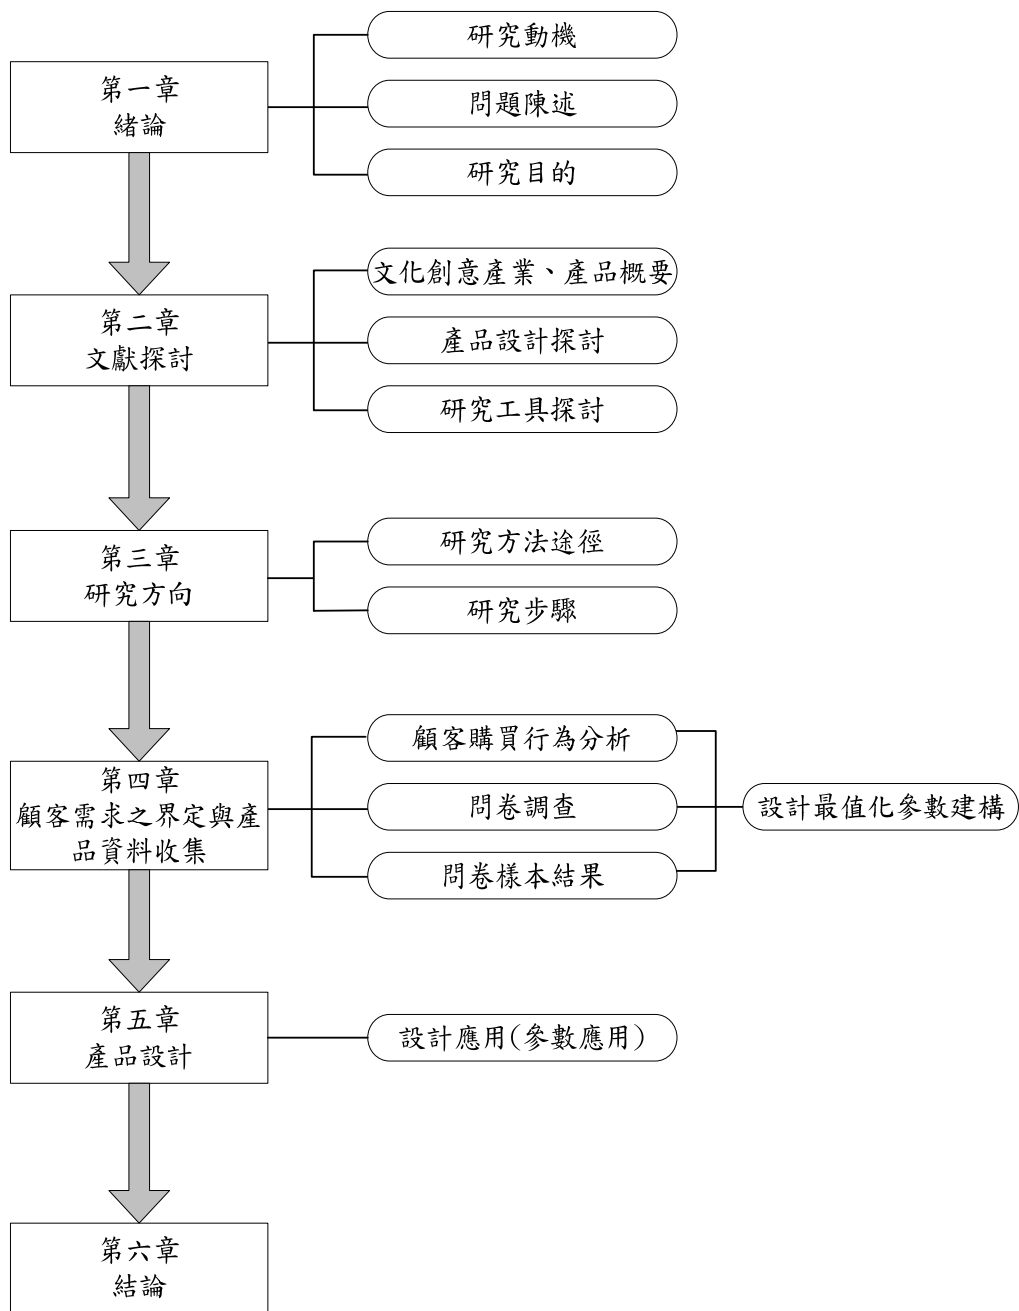 第一章
緒論
研究動機
問題陳述
研究目的
第二章
文獻探討
文化創意產業、產品概要
產品設計探討
研究工具探討
第三章
研究方向
研究方法途徑
研究步驟
第四章
顧客需求之界定與產
品資料收集
顧客購買行為分析
問卷調查
問卷樣本結果
設計最值化參數建構
第五章
產品設計
設計應用(參數應用)
第六章
結論